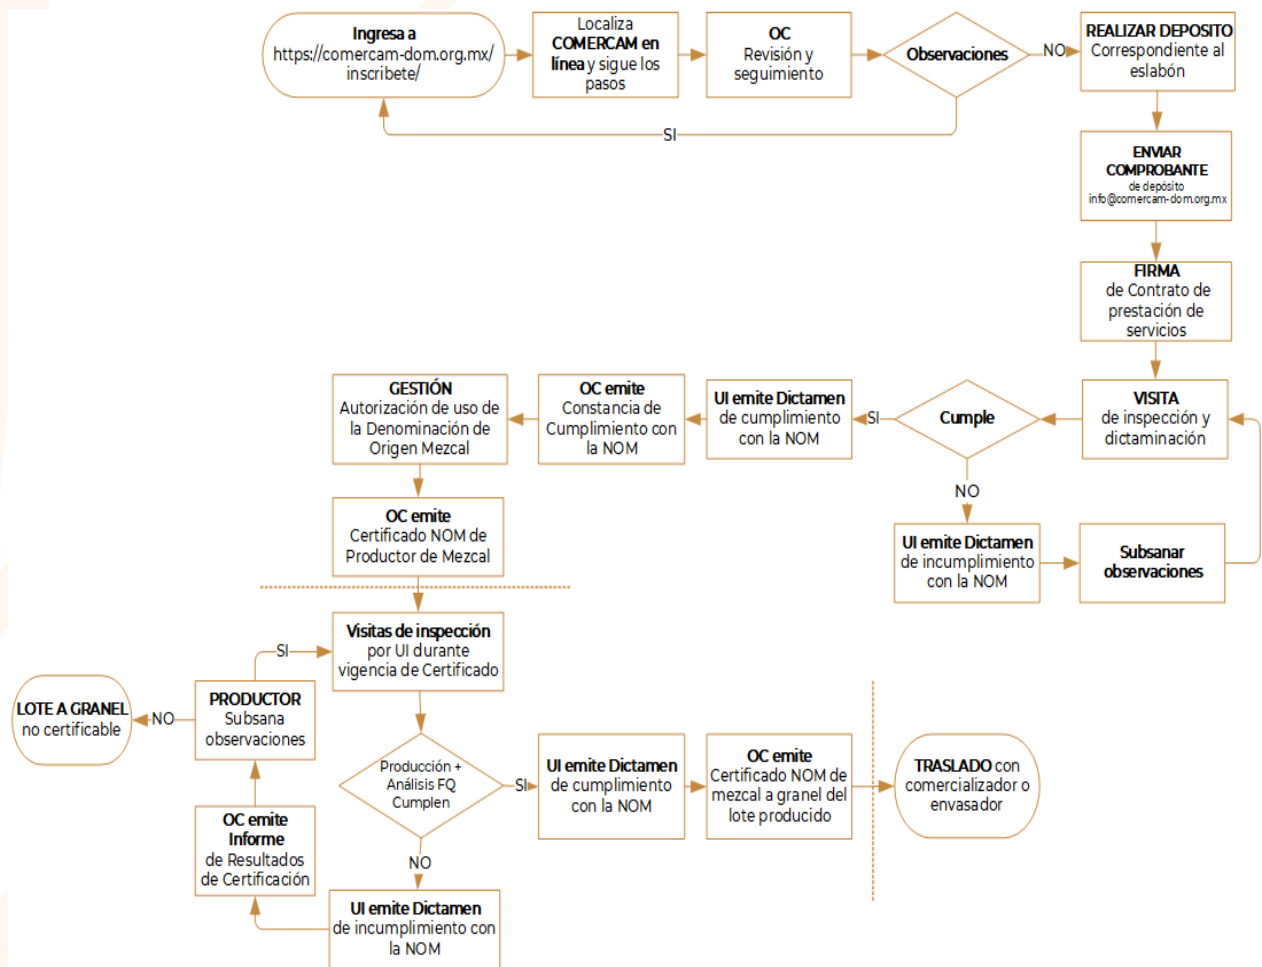 Ingresa a
https://comercam-dom.org.mx/
inscribete/
Localiza
COMERCAM en
línea y sigue los
pasos
OC
Revisión y
seguimiento
Observaciones
NO
REALIZAR DEPOSITO
Correspondiente al
eslabón
SI
ENVIAR
COMPROBANTE
de depósito
info@comercam-dom.org.mx
FIRMA
de Contrato de
prestación de
servicios
VISITA
de inspección y
dictaminación
Cumple
SI
UI emite Dictamen
de cumplimiento
con la NOM
OC emite
Constancia de
Cumplimiento con
la NOM
GESTIÓN
Autorización de uso de
la Denominación de
Origen Mezcal
NO
UI emite Dictamen
de incumplimiento
con la NOM
Subsanar
observaciones
OC emite
Certificado NOM de
Productor de Mezcal
Visitas de inspección
por UI durante
vigencia de Certificado
SI
PRODUCTOR
Subsana
observaciones
NO
LOTE A GRANEL
no certificable
Producción +
Análisis FQ
Cumplen
SI
UI emite Dictamen
de cumplimiento
con la NOM
OC emite
Certificado NOM de
mezcal a granel del
lote producido
TRASLADO con
comercializador o
envasador
NO
UI emite Dictamen
de incumplimiento con
la NOM
OC emite
Informe
de Resultados
de Certificación